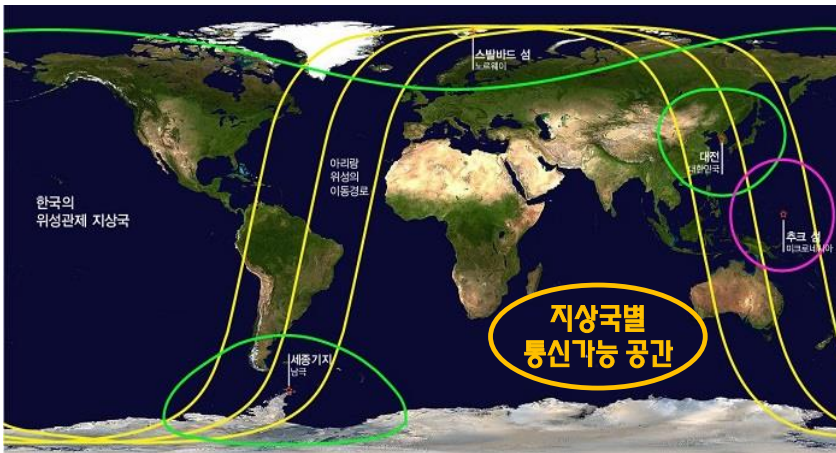 스발바드 섬
노르웨이
대전
대한민국
아리랑
위성의
이동경로
한국의
위성관제 지상국
추크 섬
미크로네시아
지상국별
통신가능 공간
세종기지
남극